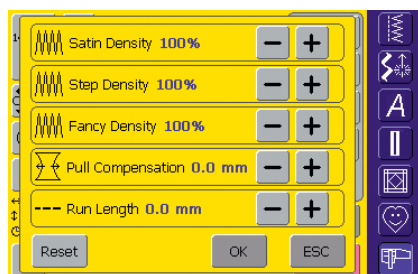 Satin Density 100%
Step Density 100%
Fancy Density 100%
Pull Compensation 0.0 mm
Run Length 0.0 mm
Reset OK ESC
A